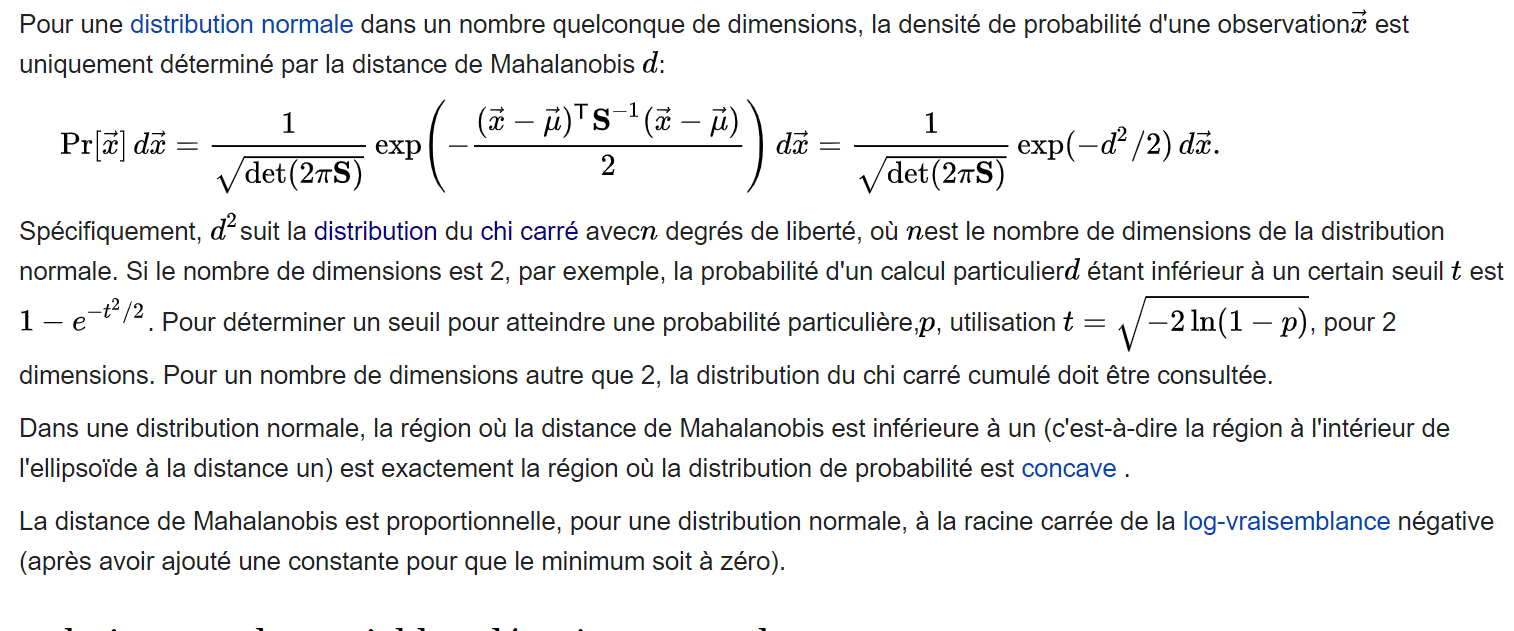 Pour une distribution normale dans un nombre quelconque de dimensions, la densité de probabilité d'une observation$\vec{x}$ est
uniquement déterminé par la distance de Mahalanobis $d$:
$\Pr[\vec{x}]\,d\vec{x} = \frac{1}{\sqrt{\det(2\pi\mathbf{S})}} \exp\left(-\frac{(\vec{x}-\vec{\mu})^{\mathsf{T}}\mathbf{S}^{-1}(\vec{x}-\vec{\mu})}{2}\right) d\vec{x} = \frac{1}{\sqrt{\det(2\pi\mathbf{S})}} \exp(-d^2/2)\,d\vec{x}.$
Spécifiquement, $d^2$ suit la distribution du chi carré avec$n$ degrés de liberté, où $n$est le nombre de dimensions de la distribution
normale. Si le nombre de dimensions est 2, par exemple, la probabilité d'un calcul particulier$d$ étant inférieur à un certain seuil $t$ est
$1 - e^{-t^2/2}$. Pour déterminer un seuil pour atteindre une probabilité particulière,$p$, utilisation $t = \sqrt{-2\ln(1-p)}$, pour 2
dimensions. Pour un nombre de dimensions autre que 2, la distribution du chi carré cumulé doit être consultée.
Dans une distribution normale, la région où la distance de Mahalanobis est inférieure à un (c'est-à-dire la région à l'intérieur de
l'ellipsoïde à la distance un) est exactement la région où la distribution de probabilité est concave .
La distance de Mahalanobis est proportionnelle, pour une distribution normale, à la racine carrée de la log-vraisemblance négative
(après avoir ajouté une constante pour que le minimum soit à zéro).